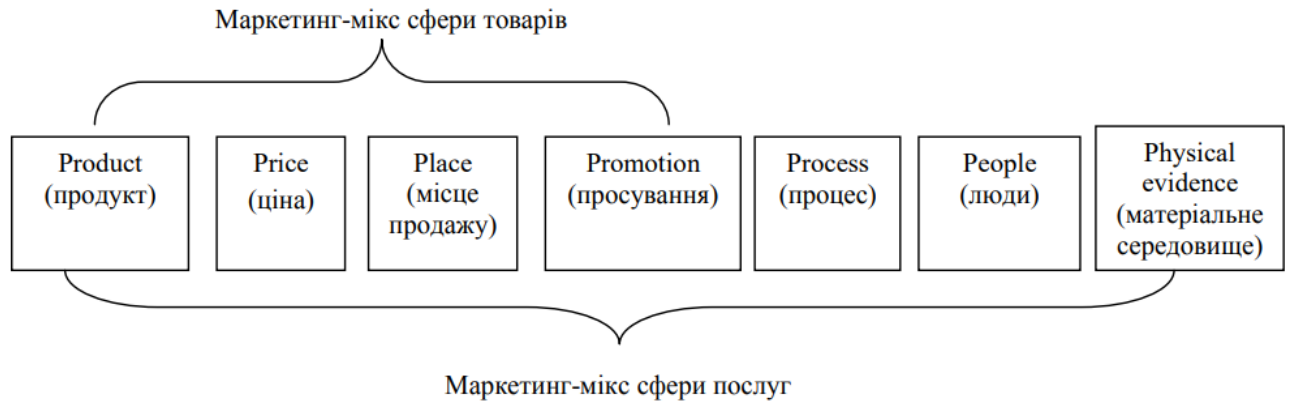 Маркетинг-мікс сфери товарів
Product
(продукт)
Price
(ціна)
Place
(місце
продажу)
Promotion
(просування)
Process
(процес)
People
(люди)
Physical
evidence
(матеріальне
середовище)
Маркетинг-мікс сфери послуг